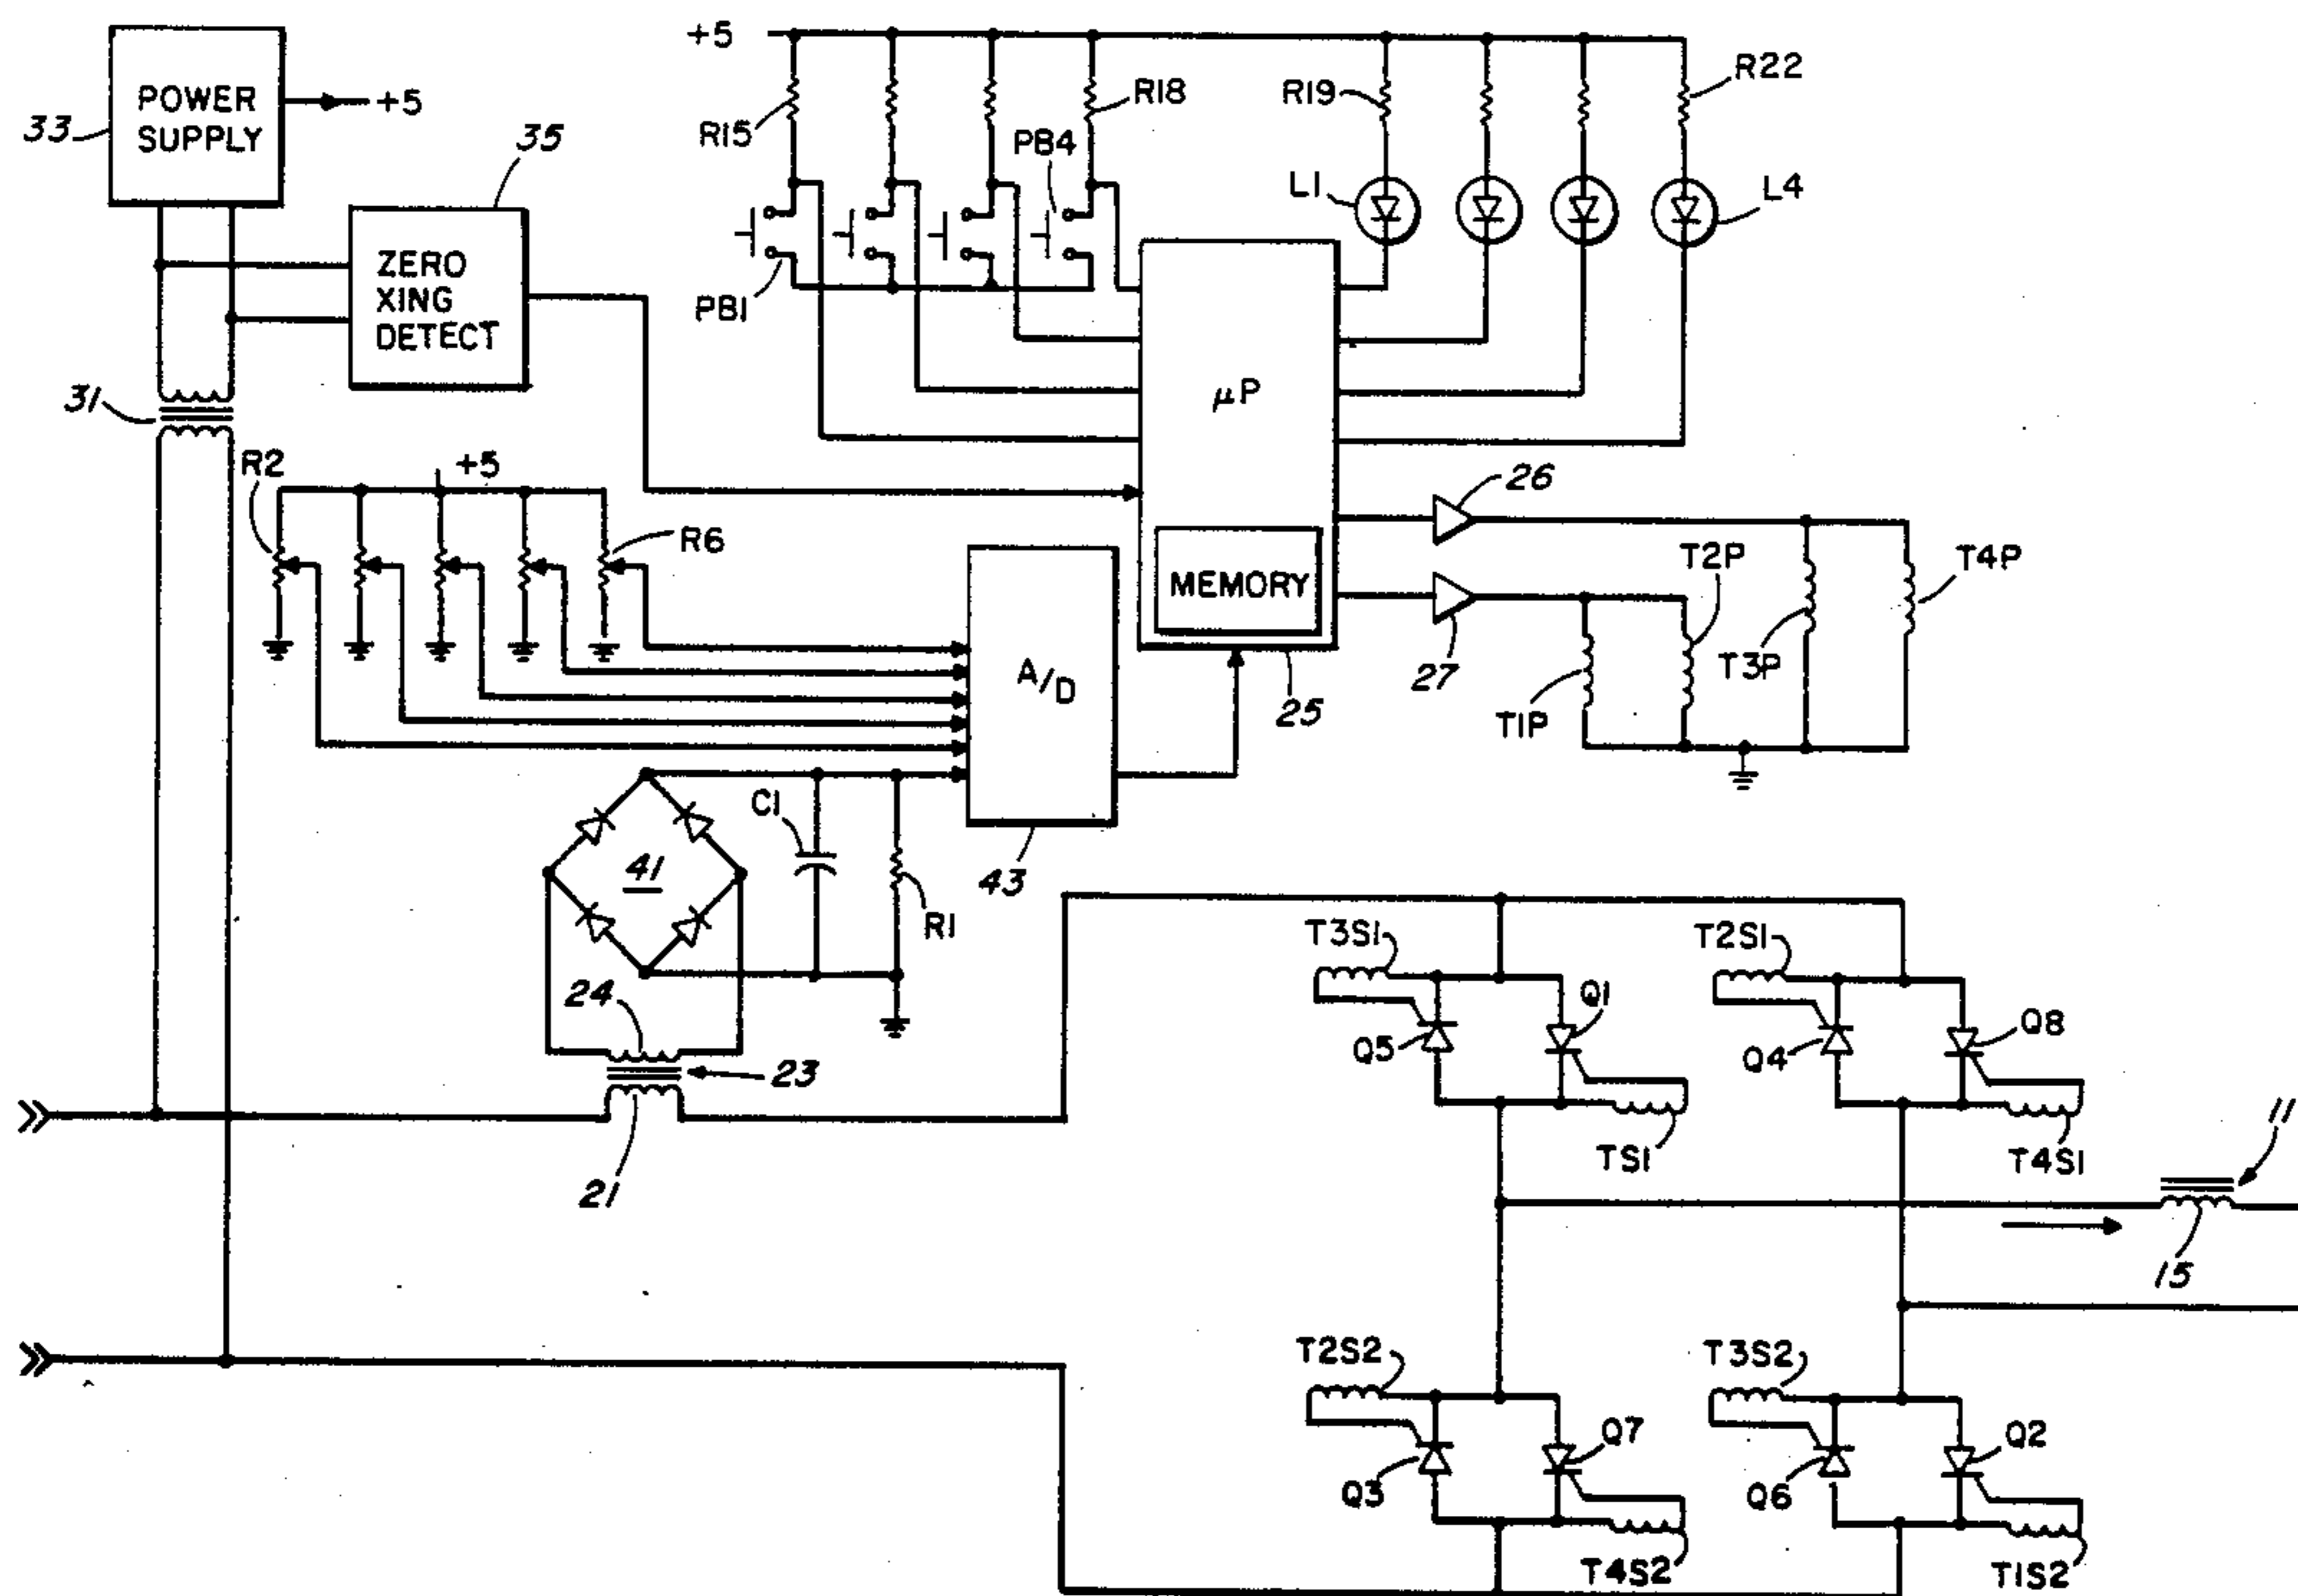 +5
POWER
SUPPLY
+5
33
35
R15
R18
R19
R22
PB4
L1
L4
ZERO
XING
DETECT
PB1
31
µP
R2
+5
R6
26
MEMORY
T2P
T4P
A/D
27
T3P
25
T1P
C1
41
43
R1
24
T3S1
T2S1
Q1
Q8
Q5
Q4
23
21
TS1
T4S1
11
15
T2S2
T3S2
Q7
Q2
Q3
Q6
T4S2
T1S2